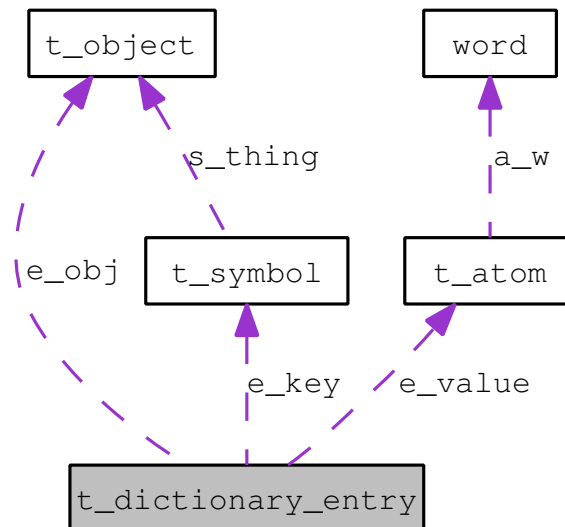 t_object
word
s_thing
a_w
e_obj
t_symbol
t_atom
e_key
e_value
t_dictionary_entry